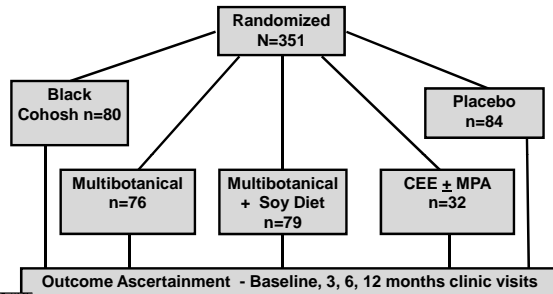 Randomized
N=351
Black
Cohosh n=80
Placebo
n=84
Multibotanical
n=76
Multibotanical
+ Soy Diet
n=79
CEE ± MPA
n=32
Outcome Ascertainment - Baseline, 3, 6, 12 months clinic visits